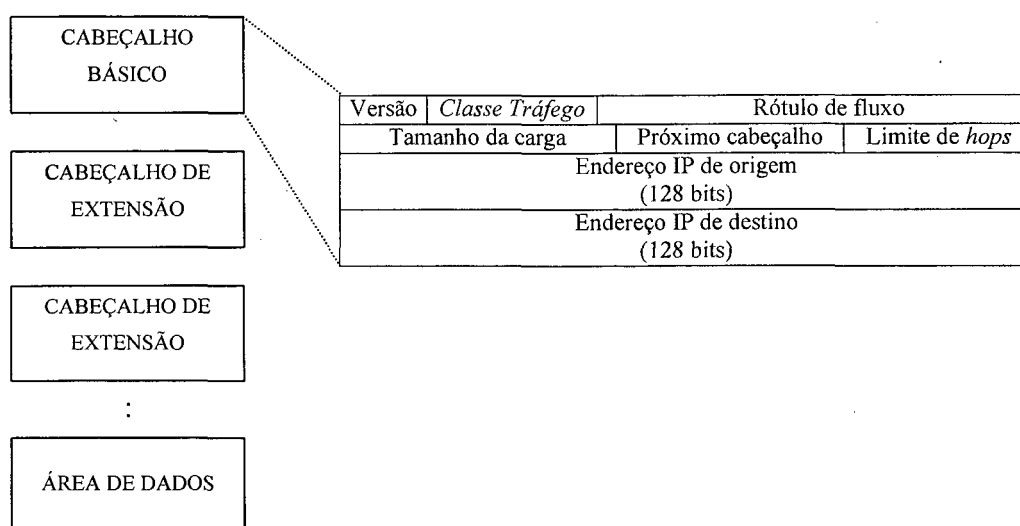 CABEÇALHO
BÁSICO
Versão Classe Tráfego Rótulo de fluxo
Tamanho da carga Próximo cabeçalho Limite de hops
Endereço IP de origem
(128 bits)
Endereço IP de destino
(128 bits)
CABEÇALHO DE
EXTENSÃO
CABEÇALHO DE
EXTENSÃO
:
ÁREA DE DADOS